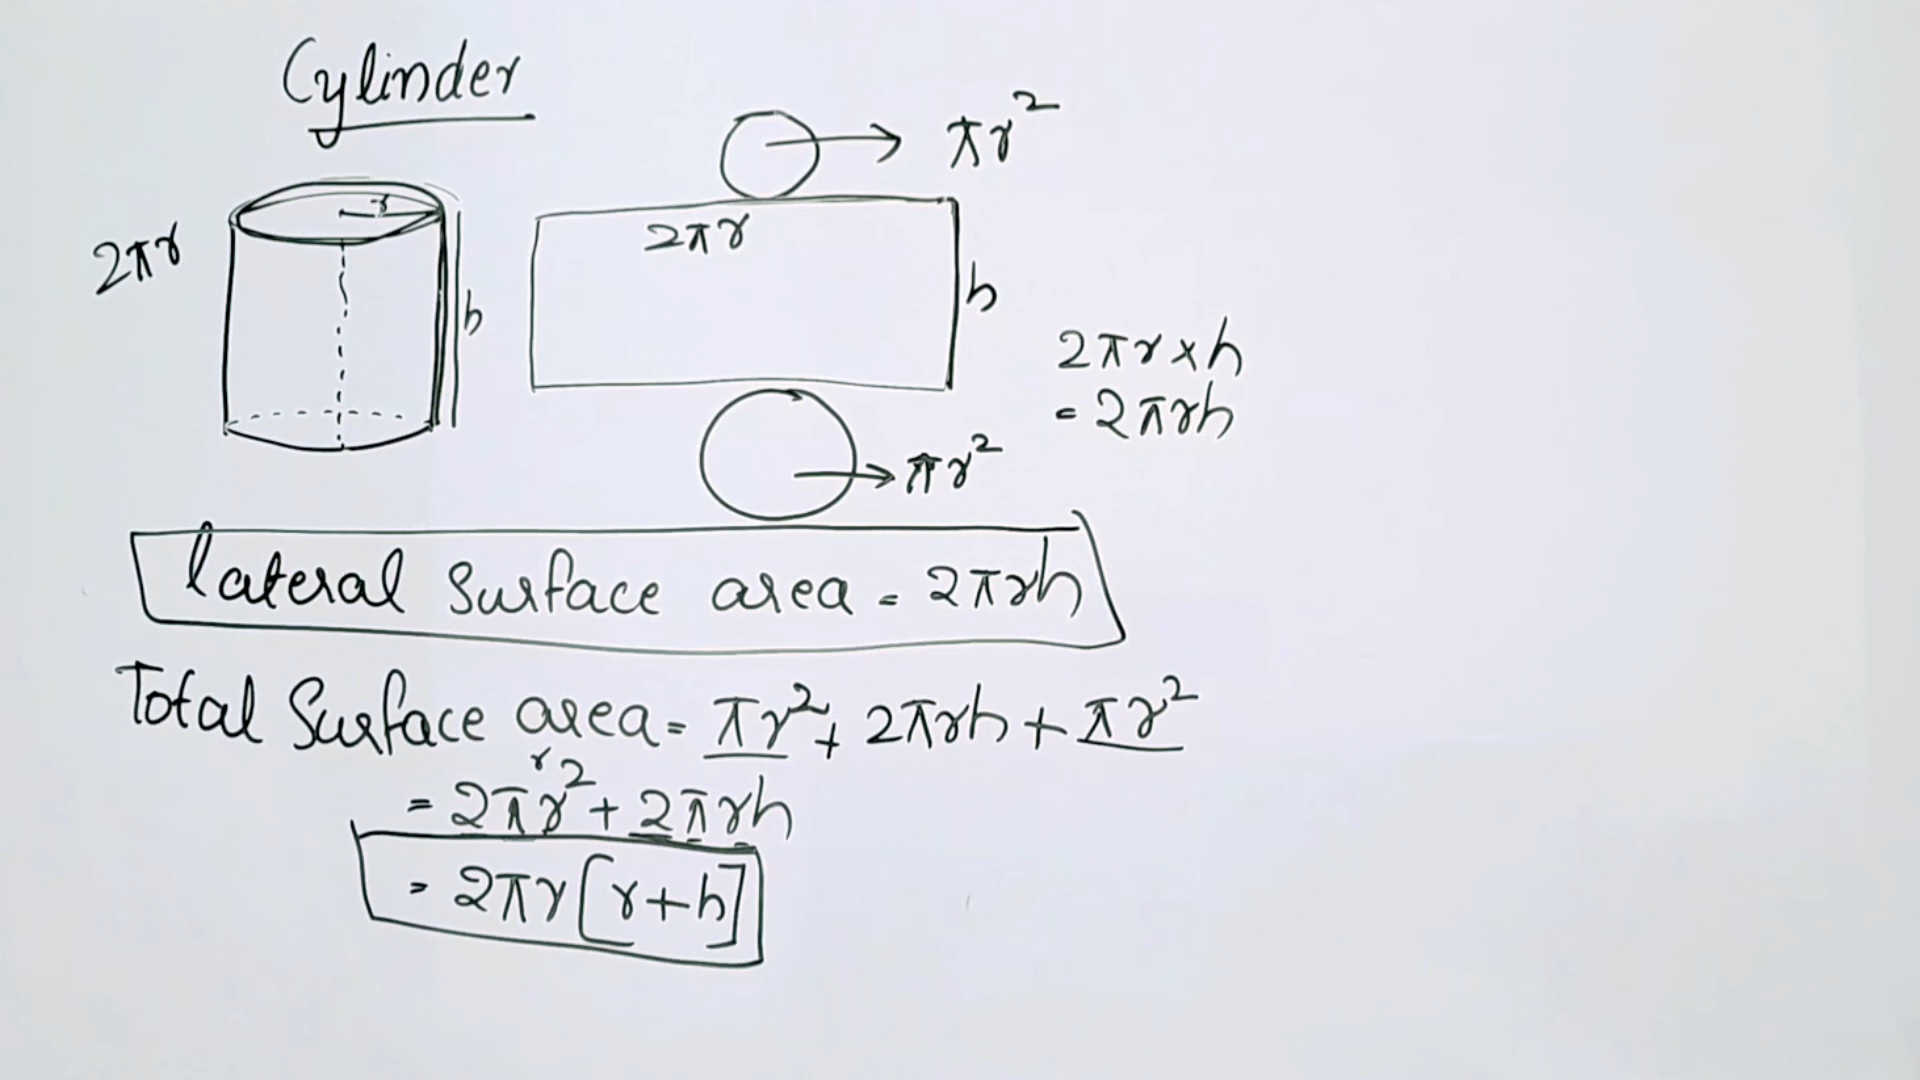 Cylinder
πr²
2πr
r
h
2πr
h
2πr×h
= 2πrh
πr²
lateral surface area = 2πrh
Total Surface area = πr² + 2πrh + πr²
r
= 2πr² + 2πrh
= 2πr[r+h]